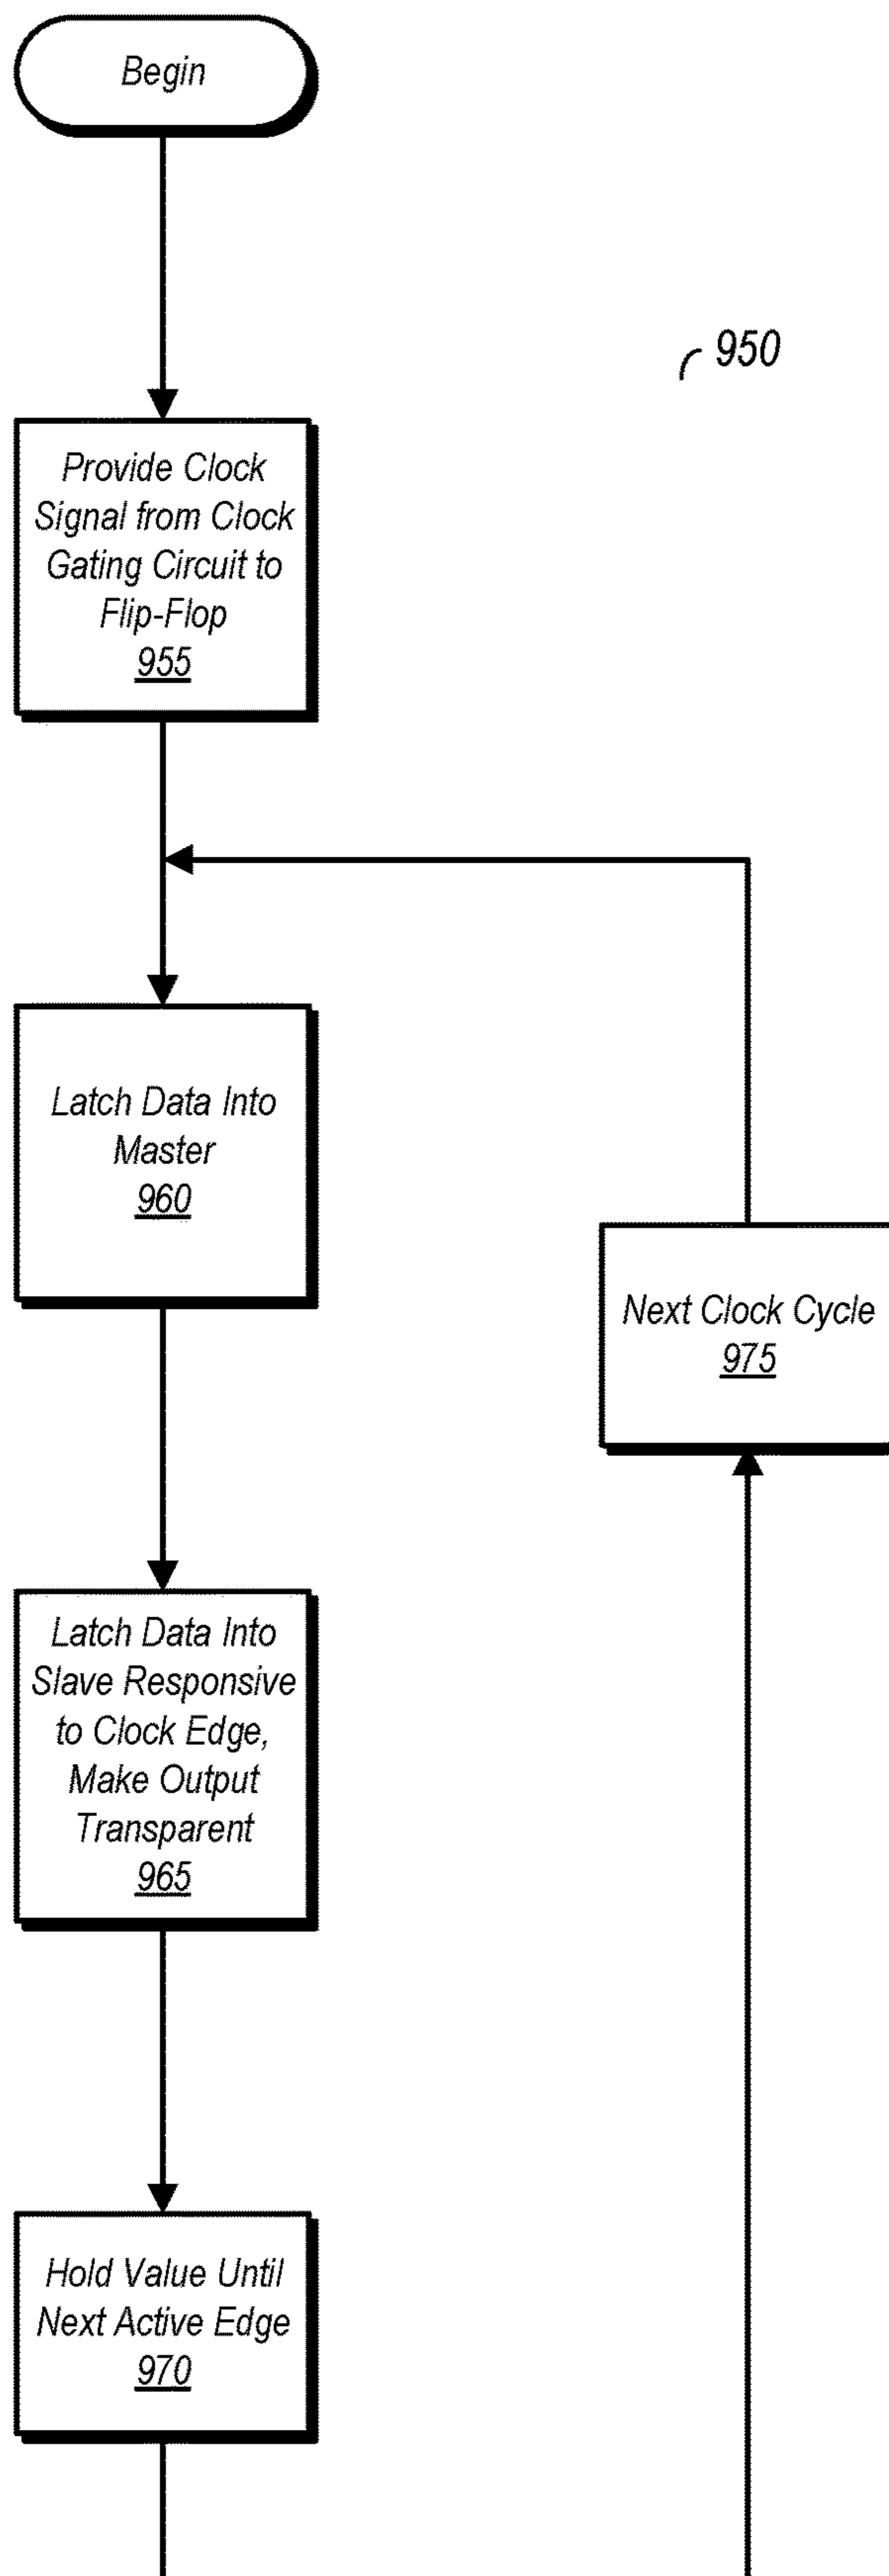 Begin
950
Provide Clock
Signal from Clock
Gating Circuit to
Flip-Flop
955
Latch Data Into
Master
960
Next Clock Cycle
975
Latch Data Into
Slave Responsive
to Clock Edge,
Make Output
Transparent
965
Hold Value Until
Next Active Edge
970